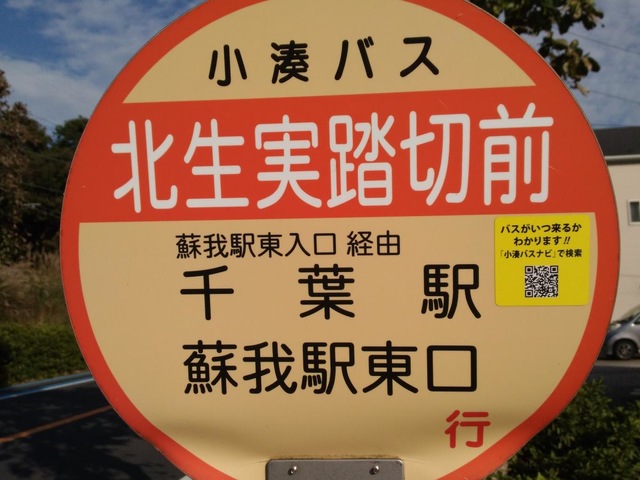 小湊バス
北生実踏切前
蘇我駅東入口 経由
千葉駅
蘇我駅東口
行
バスがいつ来るか
わかります!!
「小湊バスナビ」で検索